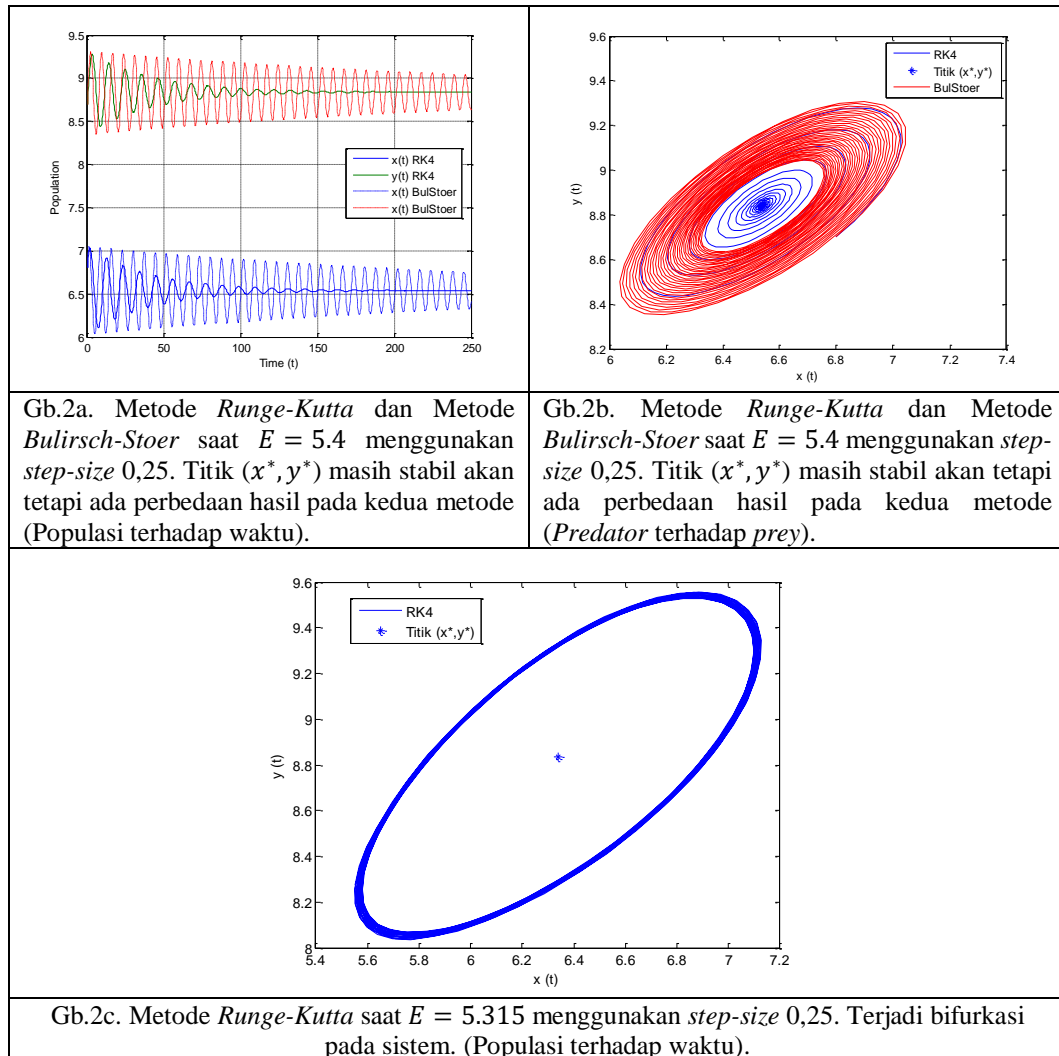 9.5
9
8.5
8
7.5
7
6.5
6
Population
x(t) RK4
y(t) RK4
x(t) BulStoer
x(t) BulStoer
0 50 100 150 200 250
Time (t)
9.6
9.4
9.2
9
8.8
8.6
8.4
8.2
y (t)
RK4
Titik (x*,y*)
BulStoer
6 6.2 6.4 6.6 6.8 7 7.2 7.4
x (t)
Gb.2a. Metode Runge-Kutta dan Metode
Bulirsch-Stoer saat E = 5.4 menggunakan
step-size 0,25. Titik (x*, y*) masih stabil akan
tetapi ada perbedaan hasil pada kedua metode
(Populasi terhadap waktu).
Gb.2b. Metode Runge-Kutta dan Metode
Bulirsch-Stoer saat E = 5.4 menggunakan step-
size 0,25. Titik (x*, y*) masih stabil akan tetapi
ada perbedaan hasil pada kedua metode
(Predator terhadap prey).
9.6
9.4
9.2
9
8.8
8.6
8.4
8.2
8
y (t)
RK4
Titik (x*,y*)
5.4 5.6 5.8 6 6.2 6.4 6.6 6.8 7 7.2
x (t)
Gb.2c. Metode Runge-Kutta saat E = 5.315 menggunakan step-size 0,25. Terjadi bifurkasi
pada sistem. (Populasi terhadap waktu).